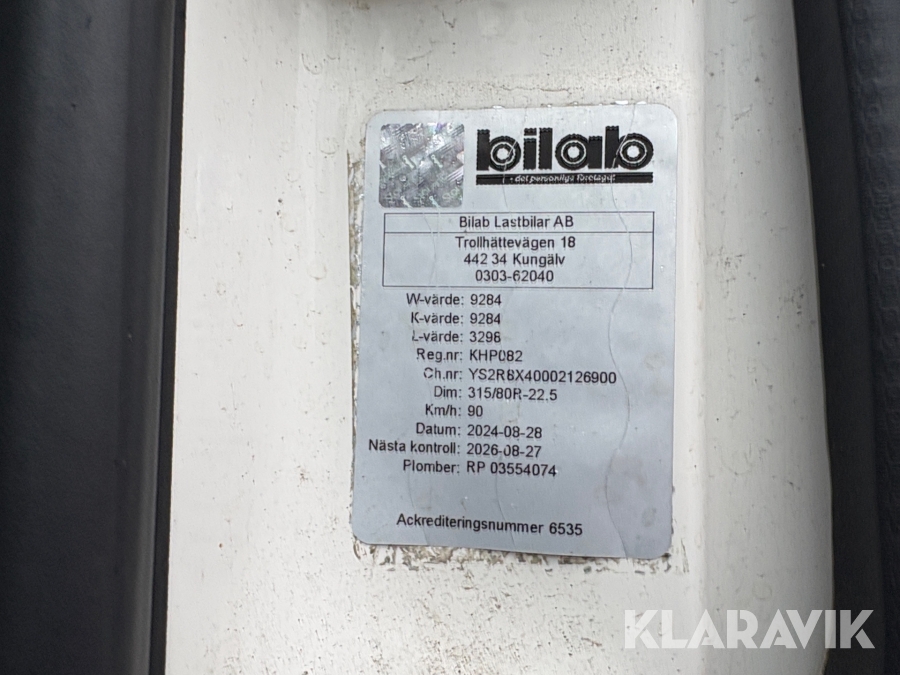 bilab
- det personliga företaget
Bilab Lastbilar AB
Trollhättevägen 18
442 34 Kungälv
0303-62040
W-värde: 9284
K-värde: 9284
L-värde: 3298
Reg.nr: KHP082
Ch.nr: YS2R8X40002126900
Dim: 315/80R-22.5
Km/h: 90
Datum: 2024-08-28
Nästa kontroll: 2026-08-27
Plomber: RP 03554074
Ackrediteringsnummer 6535
KLARAVIK